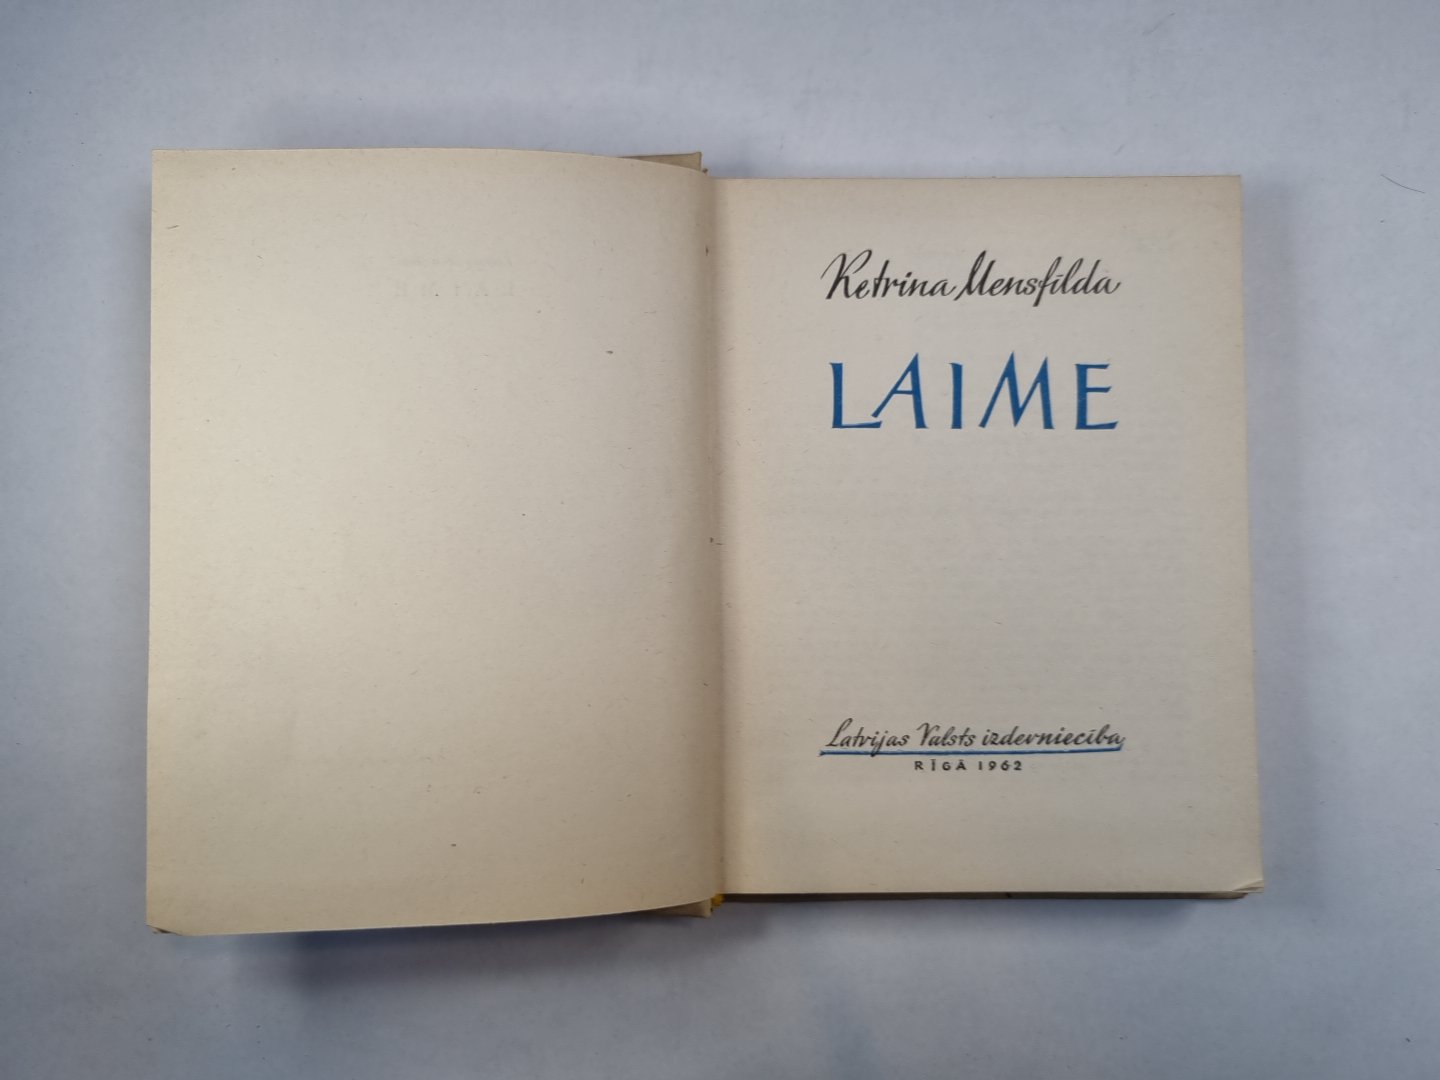 Ketrina Mensfilda
LAIME
Latvijas Valsts izdevniecība
RĪGĀ 1962